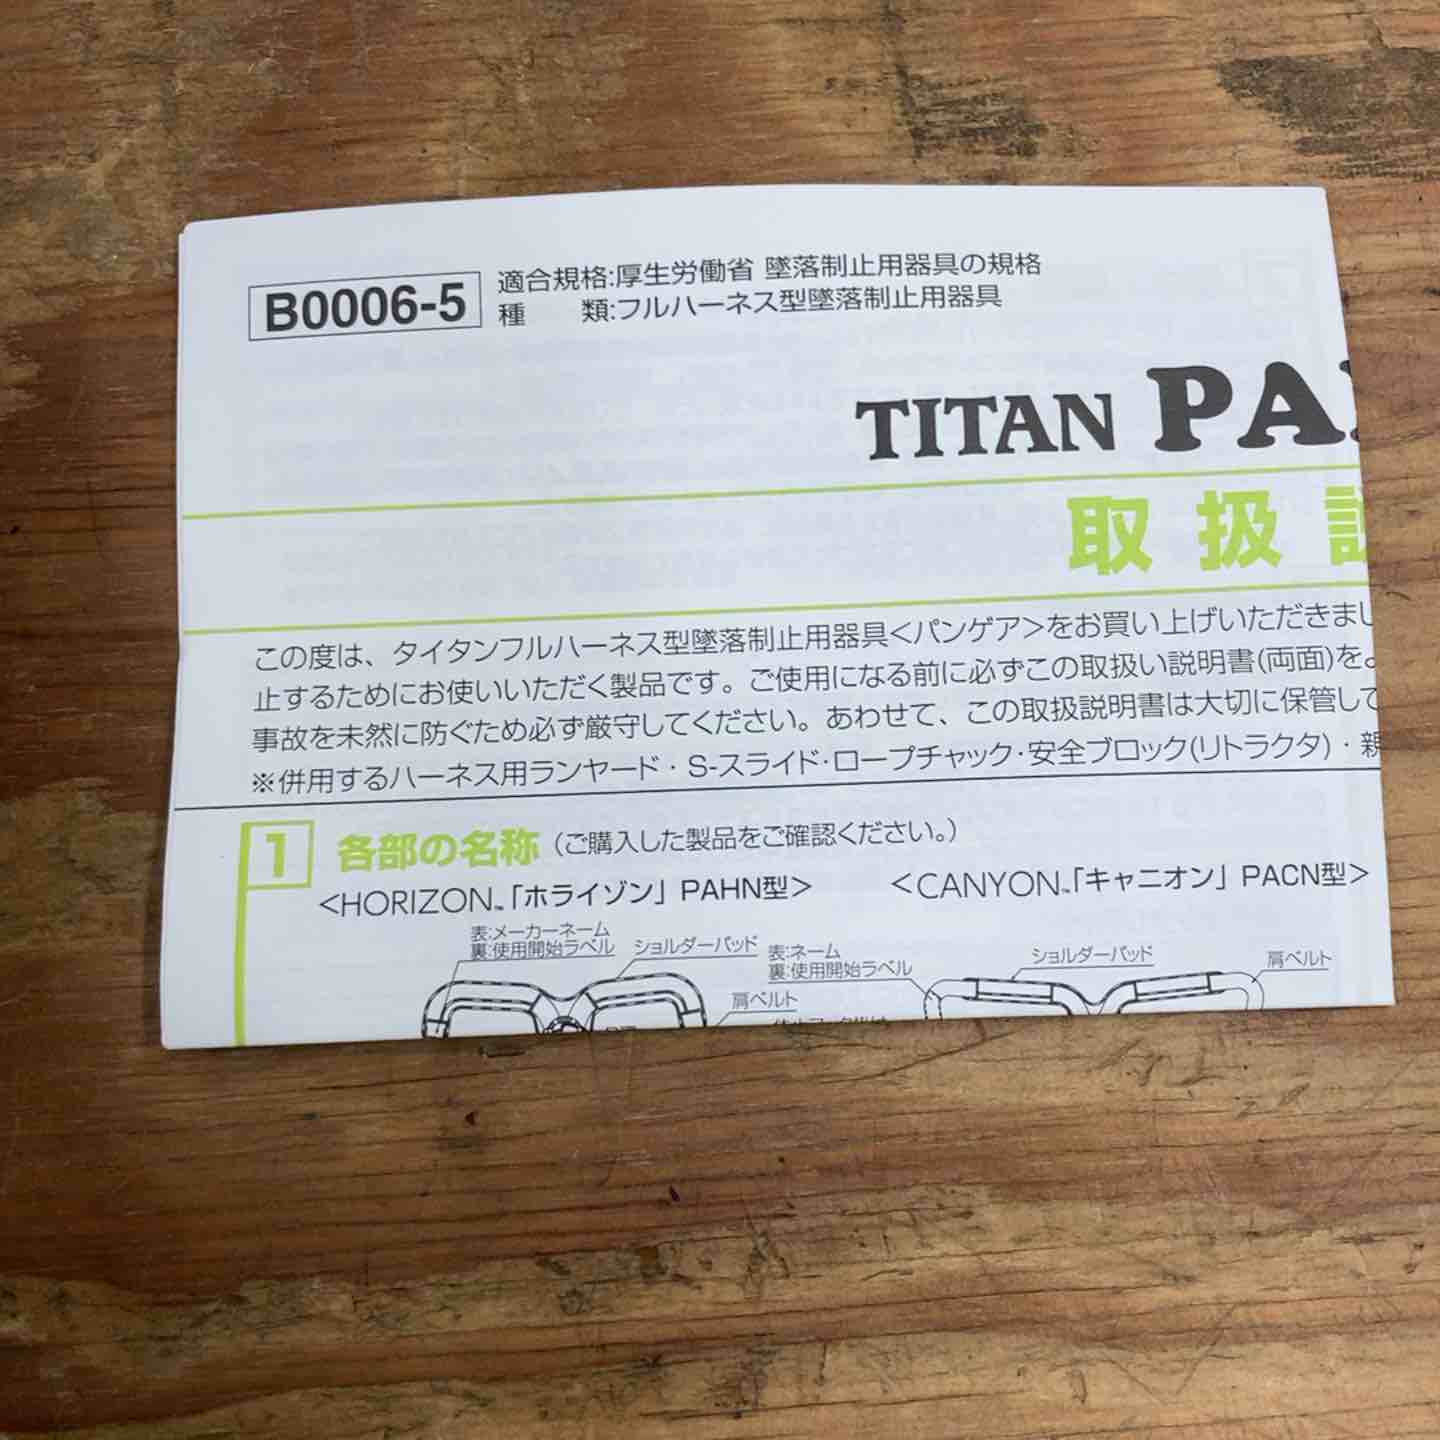 B0006-5
適合規格:厚生労働省 墜落制止用器具の規格
種　　類:フルハーネス型墜落制止用器具
TITAN PA
取 扱
この度は、タイタンフルハーネス型墜落制止用器具<パンゲア>をお買い上げいただきまし
止するためにお使いいただく製品です。ご使用になる前に必ずこの取扱い説明書(両面)をよ
事故を未然に防ぐため必ず厳守してください。あわせて、この取扱説明書は大切に保管して
※併用するハーネス用ランヤード・S-スライド・ロープチャック・安全ブロック(リトラクタ)・親
1 各部の名称（ご購入した製品をご確認ください。）
<HORIZON™「ホライゾン」PAHN型>
<CANYON™「キャニオン」PACN型>
表:メーカーネーム
裏:使用開始ラベル
ショルダーパッド
肩ベルト
表:ネーム
裏:使用開始ラベル
ショルダーパッド
肩ベルト